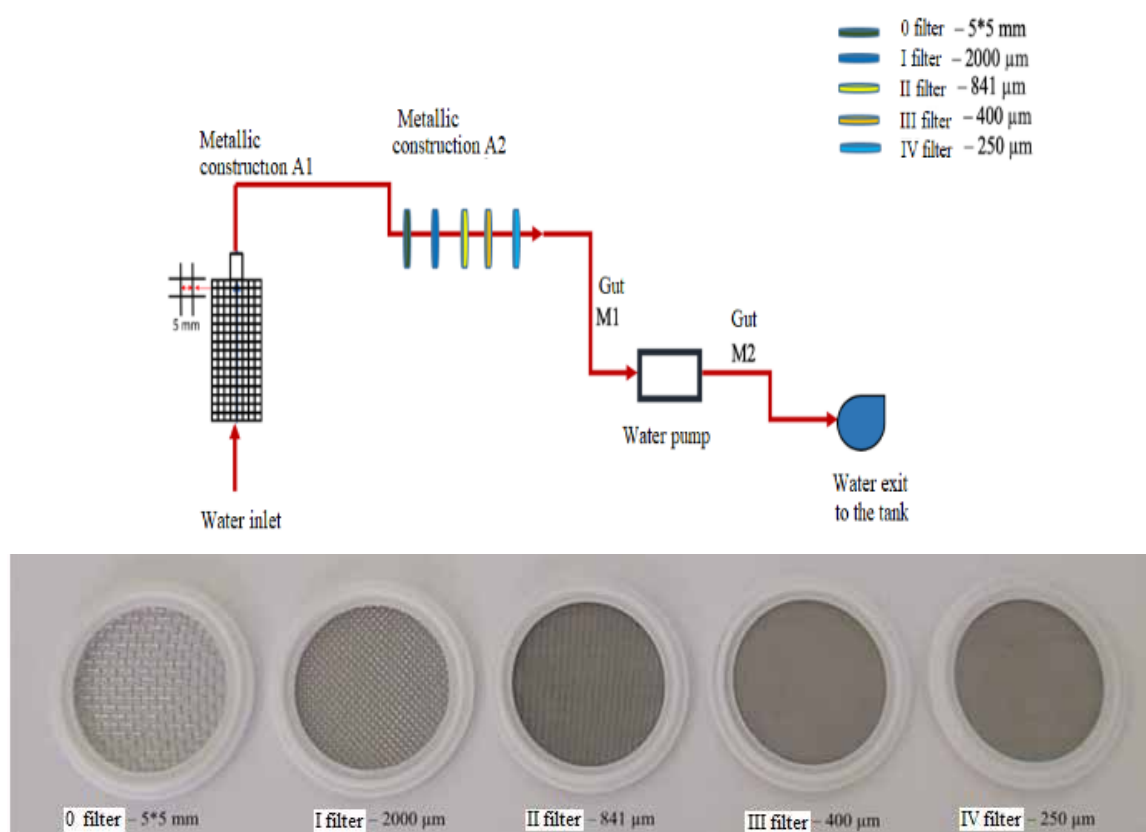 0 filter – 5*5 mm
I filter – 2000 µm
II filter – 841 µm
III filter – 400 µm
IV filter – 250 µm
Metallic
construction A1
Metallic
construction A2
5 mm
Gut
M1
Gut
M2
Water pump
Water inlet
Water exit
to the tank
0 filter – 5*5 mm
I filter – 2000 µm
II filter – 841 µm
III filter – 400 µm
IV filter – 250 µm